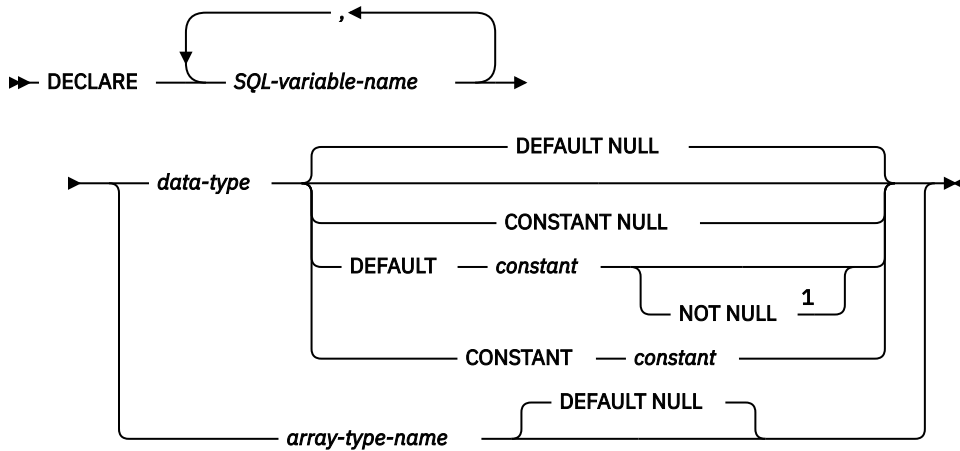 ,
DECLARE SQL-variable-name
DEFAULT NULL
data-type
CONSTANT NULL
DEFAULT constant
NOT NULL 1
CONSTANT constant
DEFAULT NULL
array-type-name